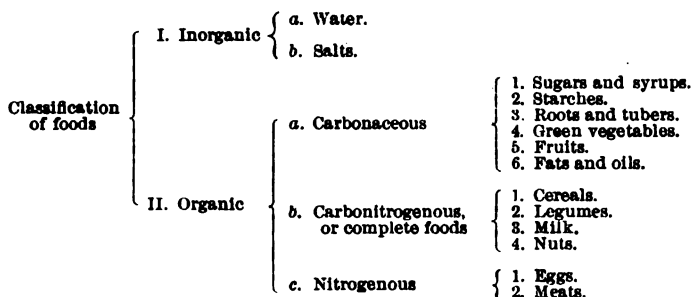 Classification
of foods
I. Inorganic
a. Water.
b. Salts.
II. Organic
a. Carbonaceous
1. Sugars and syrups.
2. Starches.
3. Roots and tubers.
4. Green vegetables.
5. Fruits.
6. Fats and oils.
b. Carbonitrogenous,
or complete foods
1. Cereals.
2. Legumes.
3. Milk.
4. Nuts.
c. Nitrogenous
1. Eggs.
2. Meats.